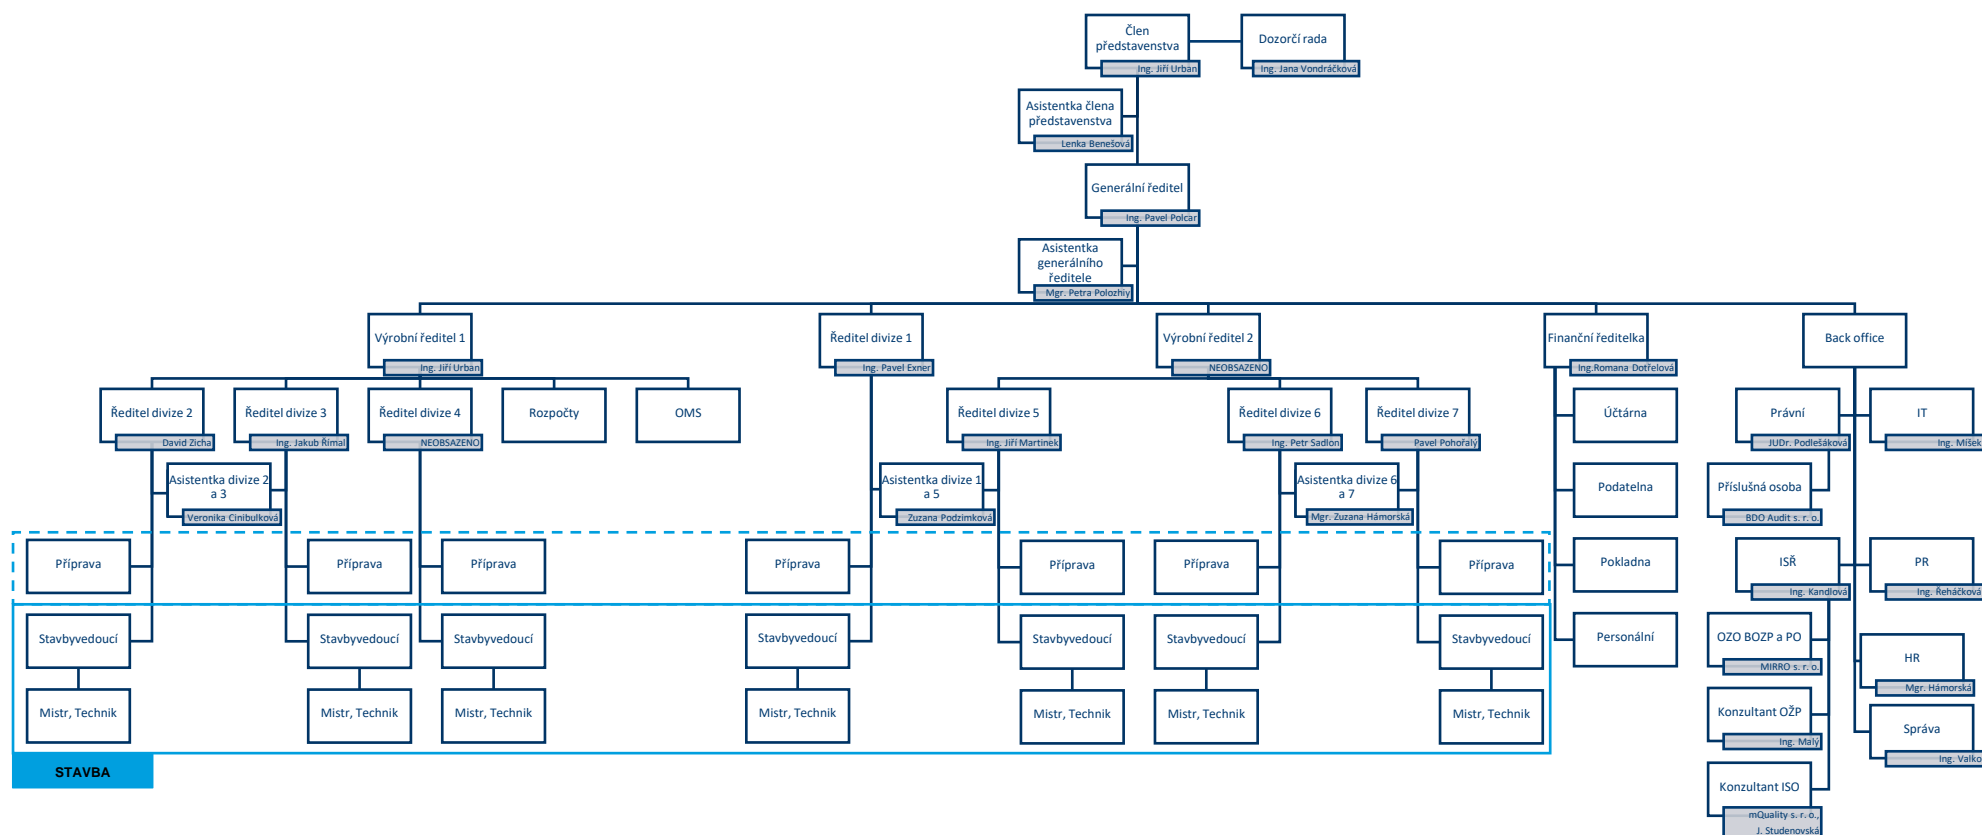 Člen
představenstva
Ing. Jiří Urban
Dozorčí rada
Ing. Jana Vondráčková
Asistentka člena
představenstva
Lenka Benešová
Generální ředitel
Ing. Pavel Polcar
Asistentka
generálního
ředitele
Mgr. Petra Polozhiy
Výrobní ředitel 1
Ing. Jiří Urban
Ředitel divize 1
Ing. Pavel Exner
Výrobní ředitel 2
NEOBSAZENO
Finanční ředitelka
Ing.Romana Dotřelová
Back office
Ředitel divize 2
David Zicha
Ředitel divize 3
Ing. Jakub Římal
Ředitel divize 4
NEOBSAZENO
Rozpočty
OMS
Ředitel divize 5
Ing. Jiří Martinek
Ředitel divize 6
Ing. Petr Sadlon
Ředitel divize 7
Pavel Pohořalý
Účtárna
Právní
JUDr. Podlešáková
IT
Ing. Míšek
Asistentka divize 2
a 3
Veronika Cinibulková
Asistentka divize 1
a 5
Zuzana Podzimková
Asistentka divize 6
a 7
Mgr. Zuzana Hámorská
Podatelna
Příslušná osoba
BDO Audit s. r. o.
Příprava
Příprava
Příprava
Příprava
Příprava
Příprava
Příprava
Pokladna
ISŘ
Ing. Kandlová
PR
Ing. Řeháčková
Stavbyvedoucí
Stavbyvedoucí
Stavbyvedoucí
Stavbyvedoucí
Stavbyvedoucí
Stavbyvedoucí
Stavbyvedoucí
Personální
OZO BOZP a PO
MIRRO s. r. o.
HR
Mgr. Hámorská
Mistr, Technik
Mistr, Technik
Mistr, Technik
Mistr, Technik
Mistr, Technik
Mistr, Technik
Mistr, Technik
Konzultant OŽP
Ing. Malý
Správa
Ing. Valko
STAVBA
Konzultant ISO
mQuality s. r. o.,
J. Studenovská